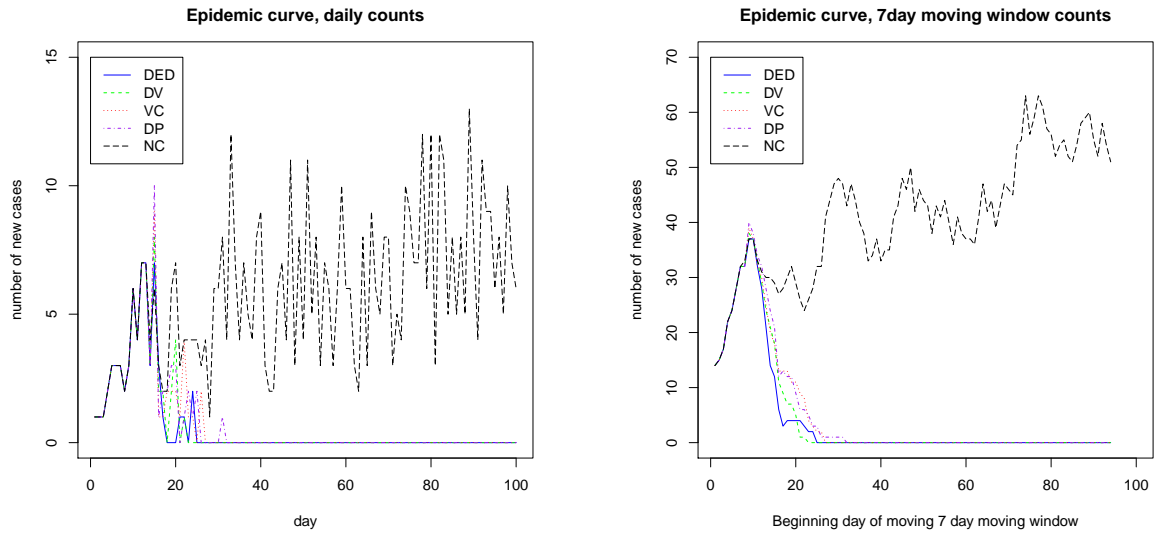 Epidemic curve, daily counts
number of new cases
0
5
10
15
DED
DV
VC
DP
NC
0
20
40
60
80
100
day
Epidemic curve, 7day moving window counts
number of new cases
0
10
20
30
40
50
60
70
DED
DV
VC
DP
NC
0
20
40
60
80
100
Beginning day of moving 7 day moving window